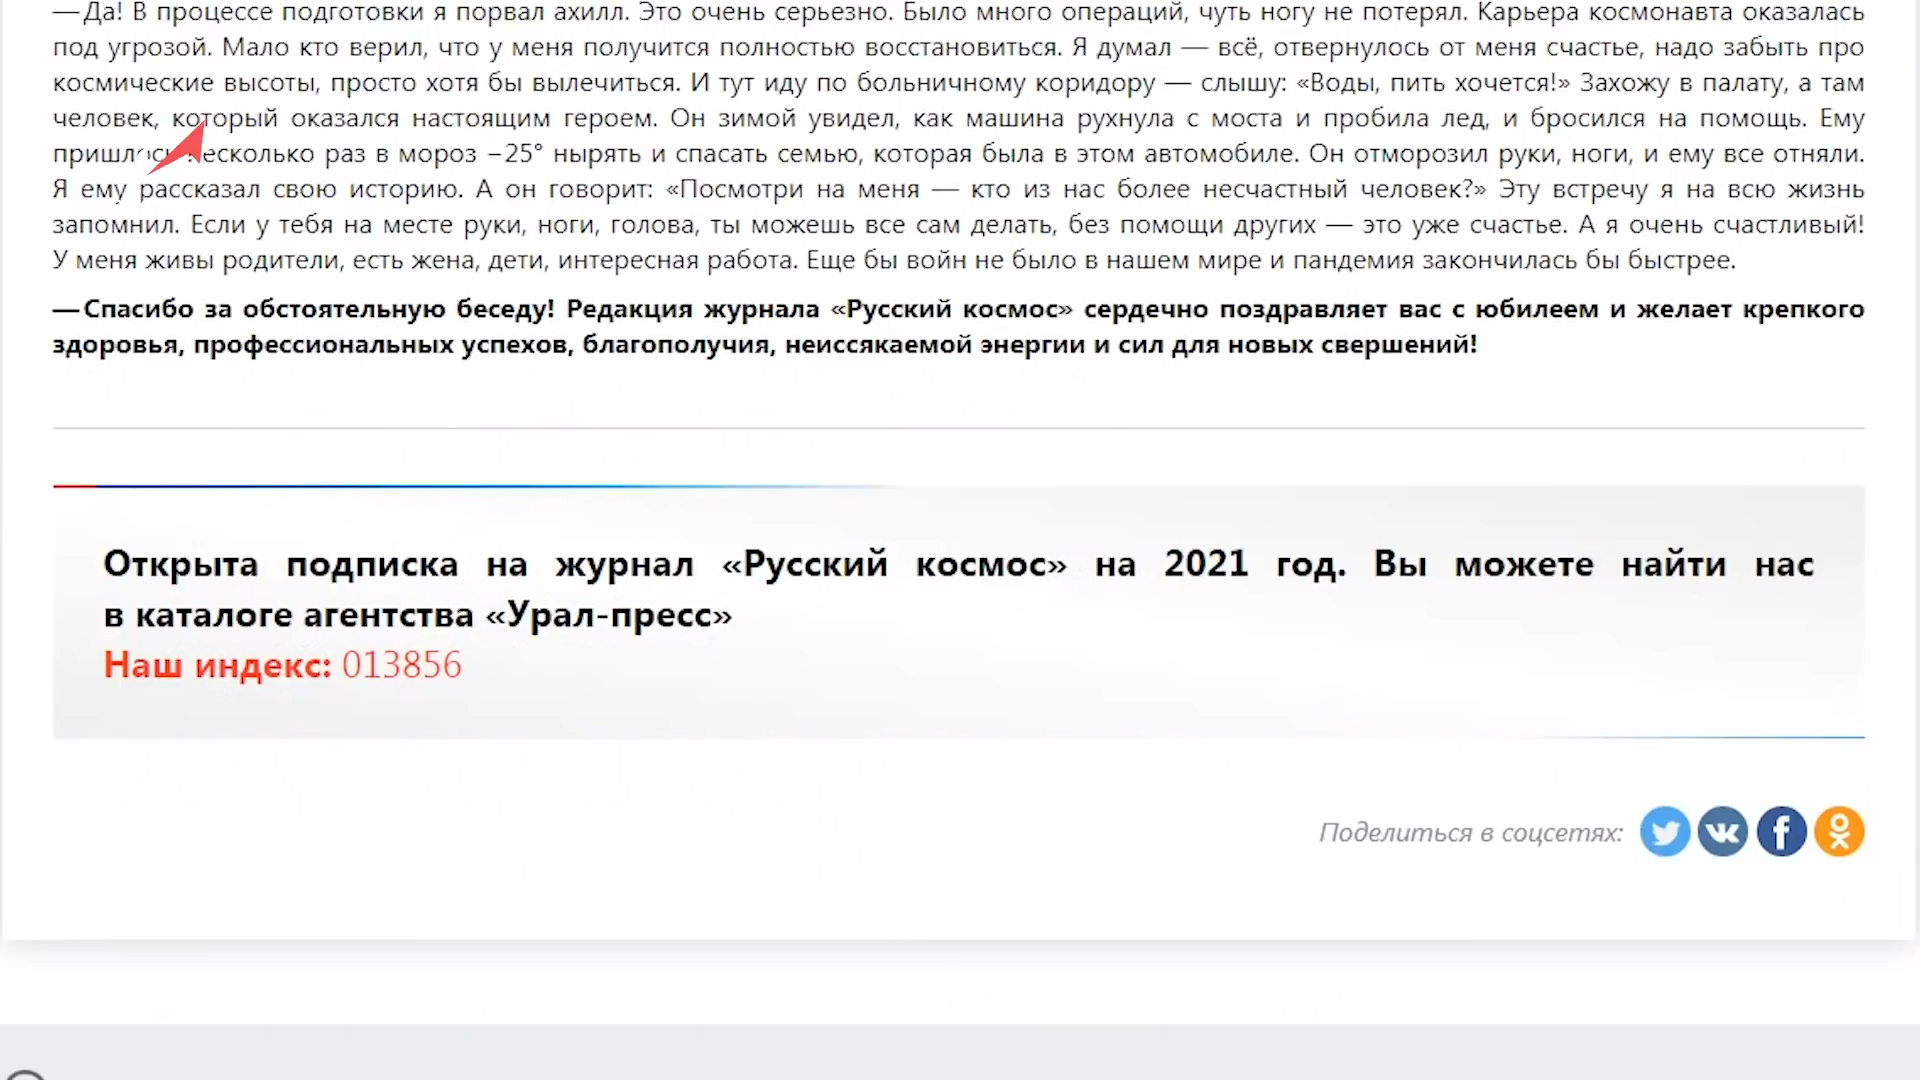 — Да! В процессе подготовки я порвал ахилл. Это очень серьезно. Было много операций, чуть ногу не потерял. Карьера космонавта оказалась
под угрозой. Мало кто верил, что у меня получится полностью восстановиться. Я думал — всё, отвернулось от меня счастье, надо забыть про
космические высоты, просто хотя бы вылечиться. И тут иду по больничному коридору — слышу: «Воды, пить хочется!» Захожу в палату, а там
человек, который оказался настоящим героем. Он зимой увидел, как машина рухнула с моста и пробила лед, и бросился на помощь. Ему
пришлось несколько раз в мороз −25° нырять и спасать семью, которая была в этом автомобиле. Он отморозил руки, ноги, и ему все отняли.
Я ему рассказал свою историю. А он говорит: «Посмотри на меня — кто из нас более несчастный человек?» Эту встречу я на всю жизнь
запомнил. Если у тебя на месте руки, ноги, голова, ты можешь все сам делать, без помощи других — это уже счастье. А я очень счастливый!
У меня живы родители, есть жена, дети, интересная работа. Еще бы войн не было в нашем мире и пандемия закончилась бы быстрее.
— Спасибо за обстоятельную беседу! Редакция журнала «Русский космос» сердечно поздравляет вас с юбилеем и желает крепкого
здоровья, профессиональных успехов, благополучия, неиссякаемой энергии и сил для новых свершений!
Открыта подписка на журнал «Русский космос» на 2021 год. Вы можете найти нас
в каталоге агентства «Урал-пресс»
Наш индекс: 013856
Поделиться в соцсетях: